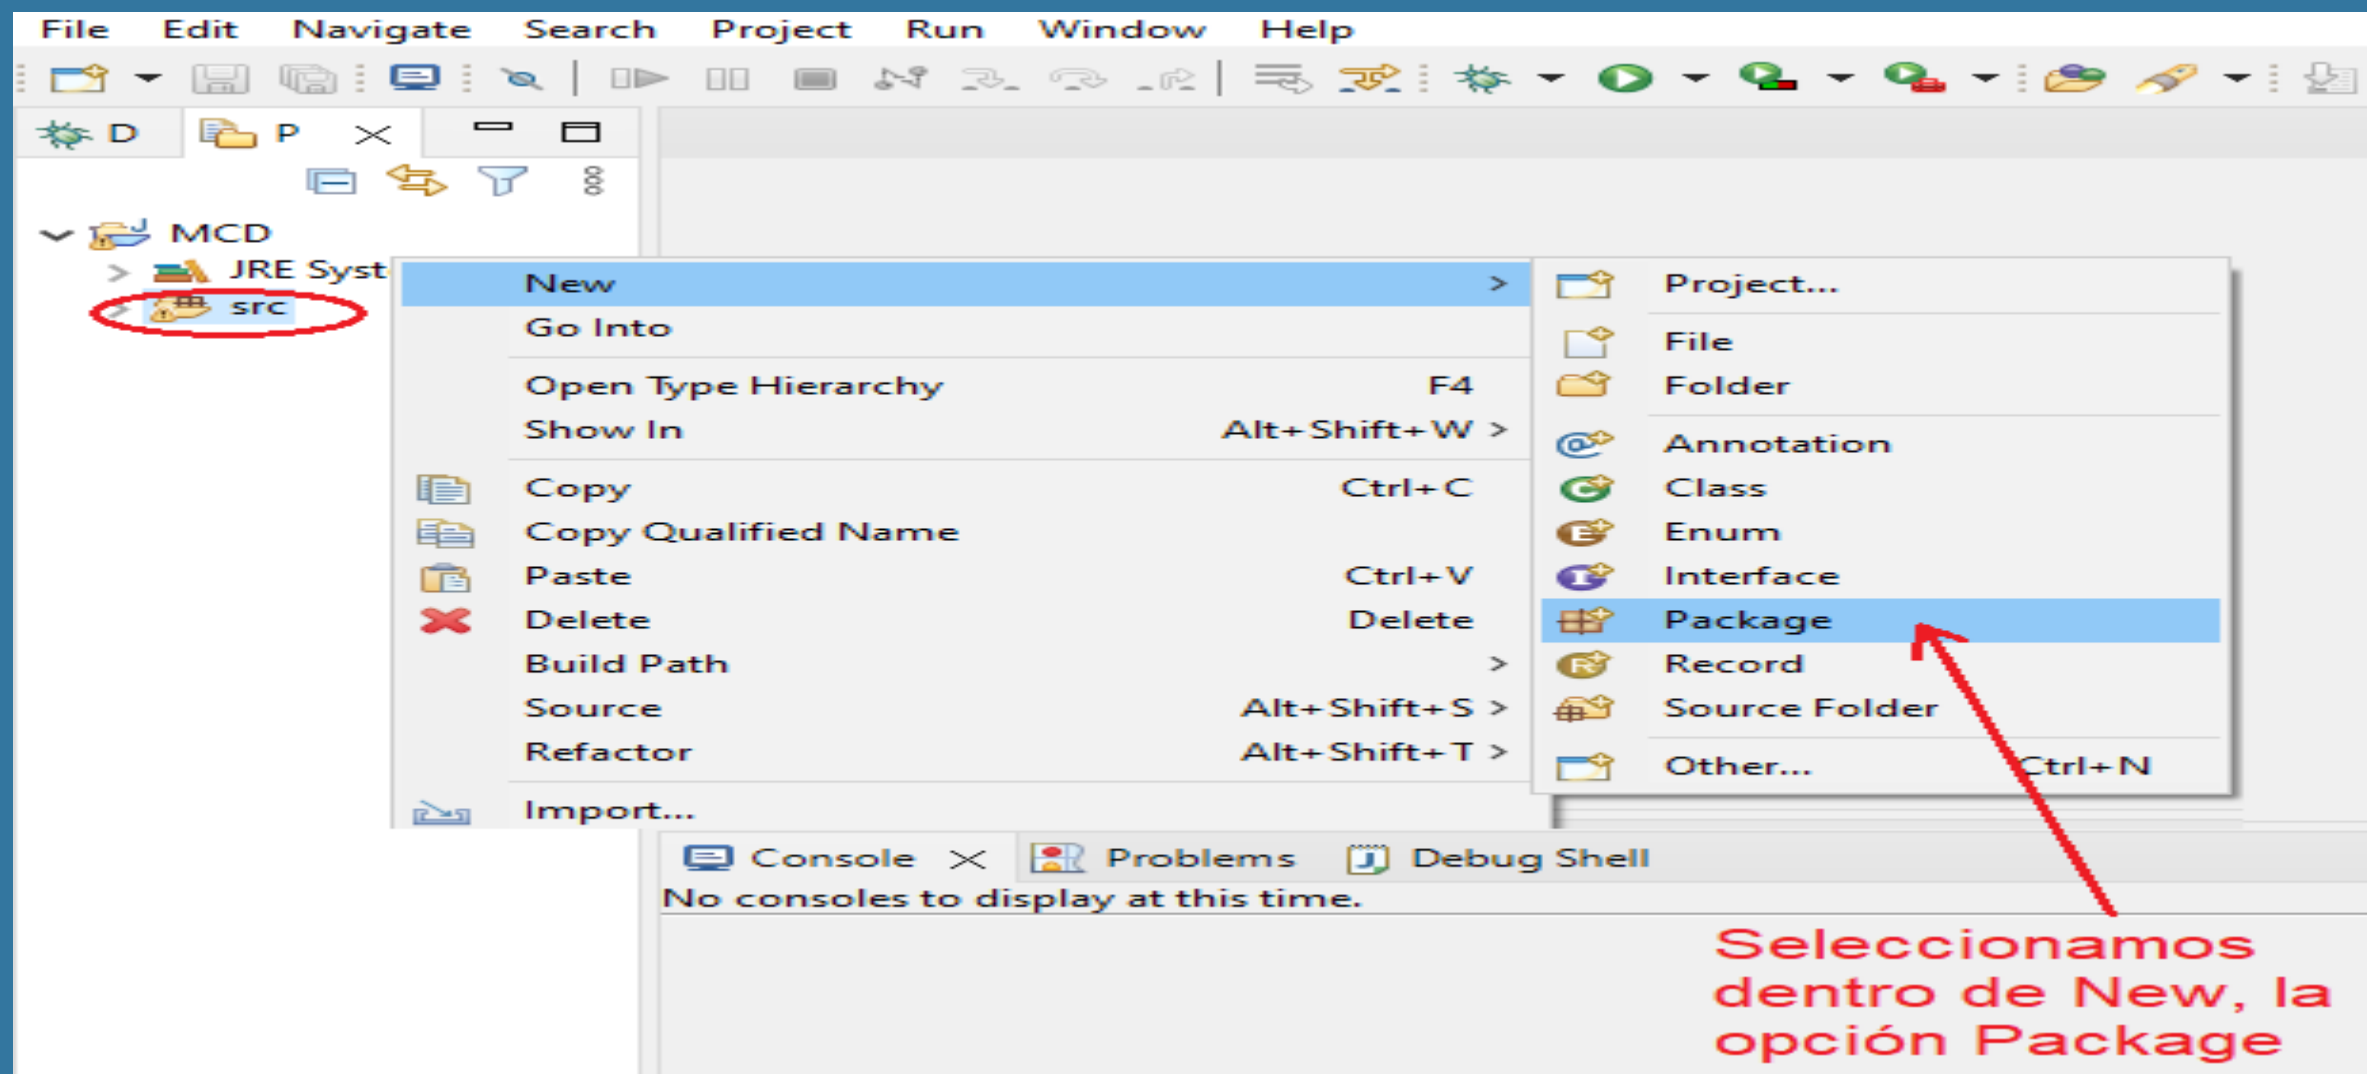 File Edit Navigate Search Project Run Window Help
D P
MCD
JRE Syst
src
New >
Go Into
Open Type Hierarchy F4
Show In Alt+Shift+W >
Copy Ctrl+C
Copy Qualified Name
Paste Ctrl+V
Delete Delete
Build Path >
Source Alt+Shift+S >
Refactor Alt+Shift+T >
Import...
Project...
File
Folder
Annotation
Class
Enum
Interface
Package
Record
Source Folder
Other... Ctrl+N
Console Problems Debug Shell
No consoles to display at this time.
Seleccionamos
dentro de New, la
opción Package